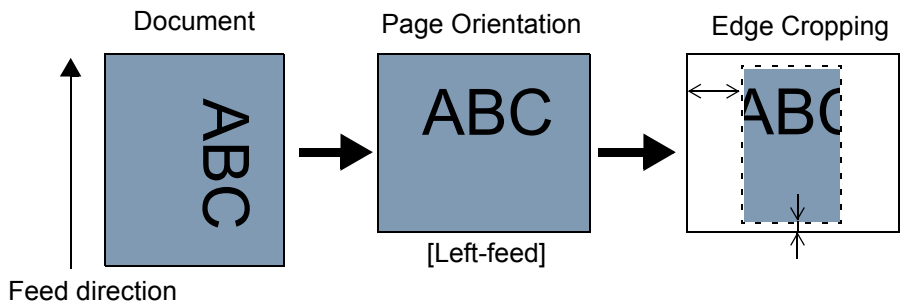 Document
Page Orientation
Edge Cropping
ABC
ABC
ABC
[Left-feed]
Feed direction